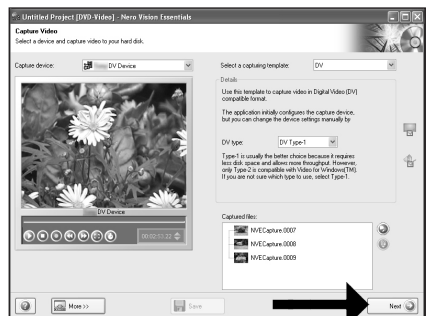 Untitled Project [DVD-Video] - Nero Vision Essentials
Capture Video
Select a device and capture video to your hard disk.
Capture device:
DV Device
Select a capturing template:
DV
Details
Use this template to capture video in Digital Video (DV)
compatible format.
The application initially configures the capture device,
but you can change the device settings manually by
DV type:
DV Type-1
Type-1 is usually the better choice because it requires
less disk space and allows more throughput. However,
only Type-2 is compatible with Video for Windows(TM).
If you are not sure which type to use, select Type-1.
DV Device
Captured files:
NVECapture.0007
NVECapture.0008
NVECapture.0009
More >>
Save
Next